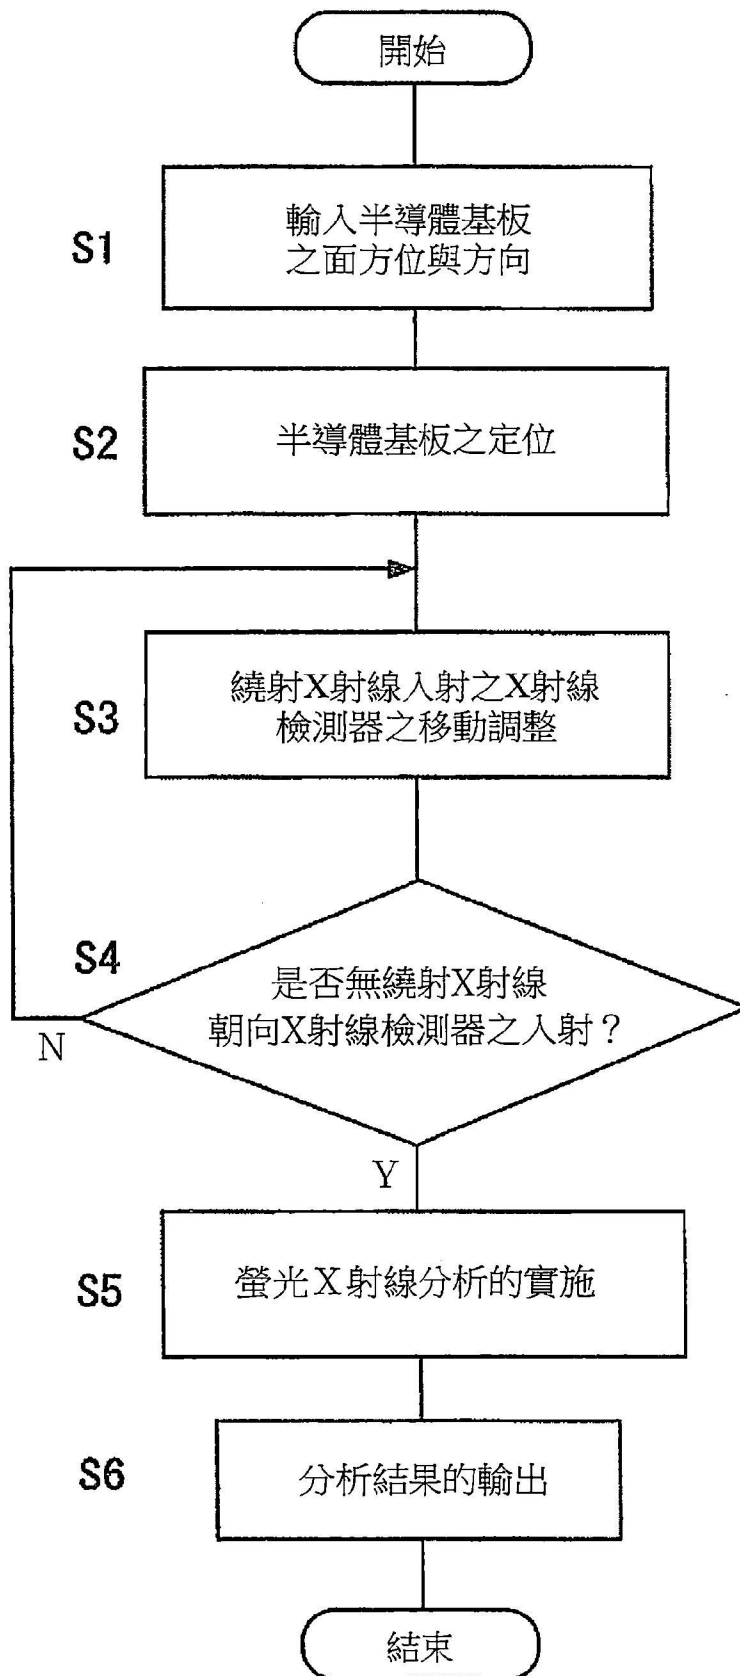 開始
S1
輸入半導體基板
之面方位與方向
S2
半導體基板之定位
S3
繞射X射線入射之X射線
檢測器之移動調整
S4
是否無繞射X射線
朝向X射線檢測器之入射？
N
Y
S5
螢光X射線分析的實施
S6
分析結果的輸出
結束